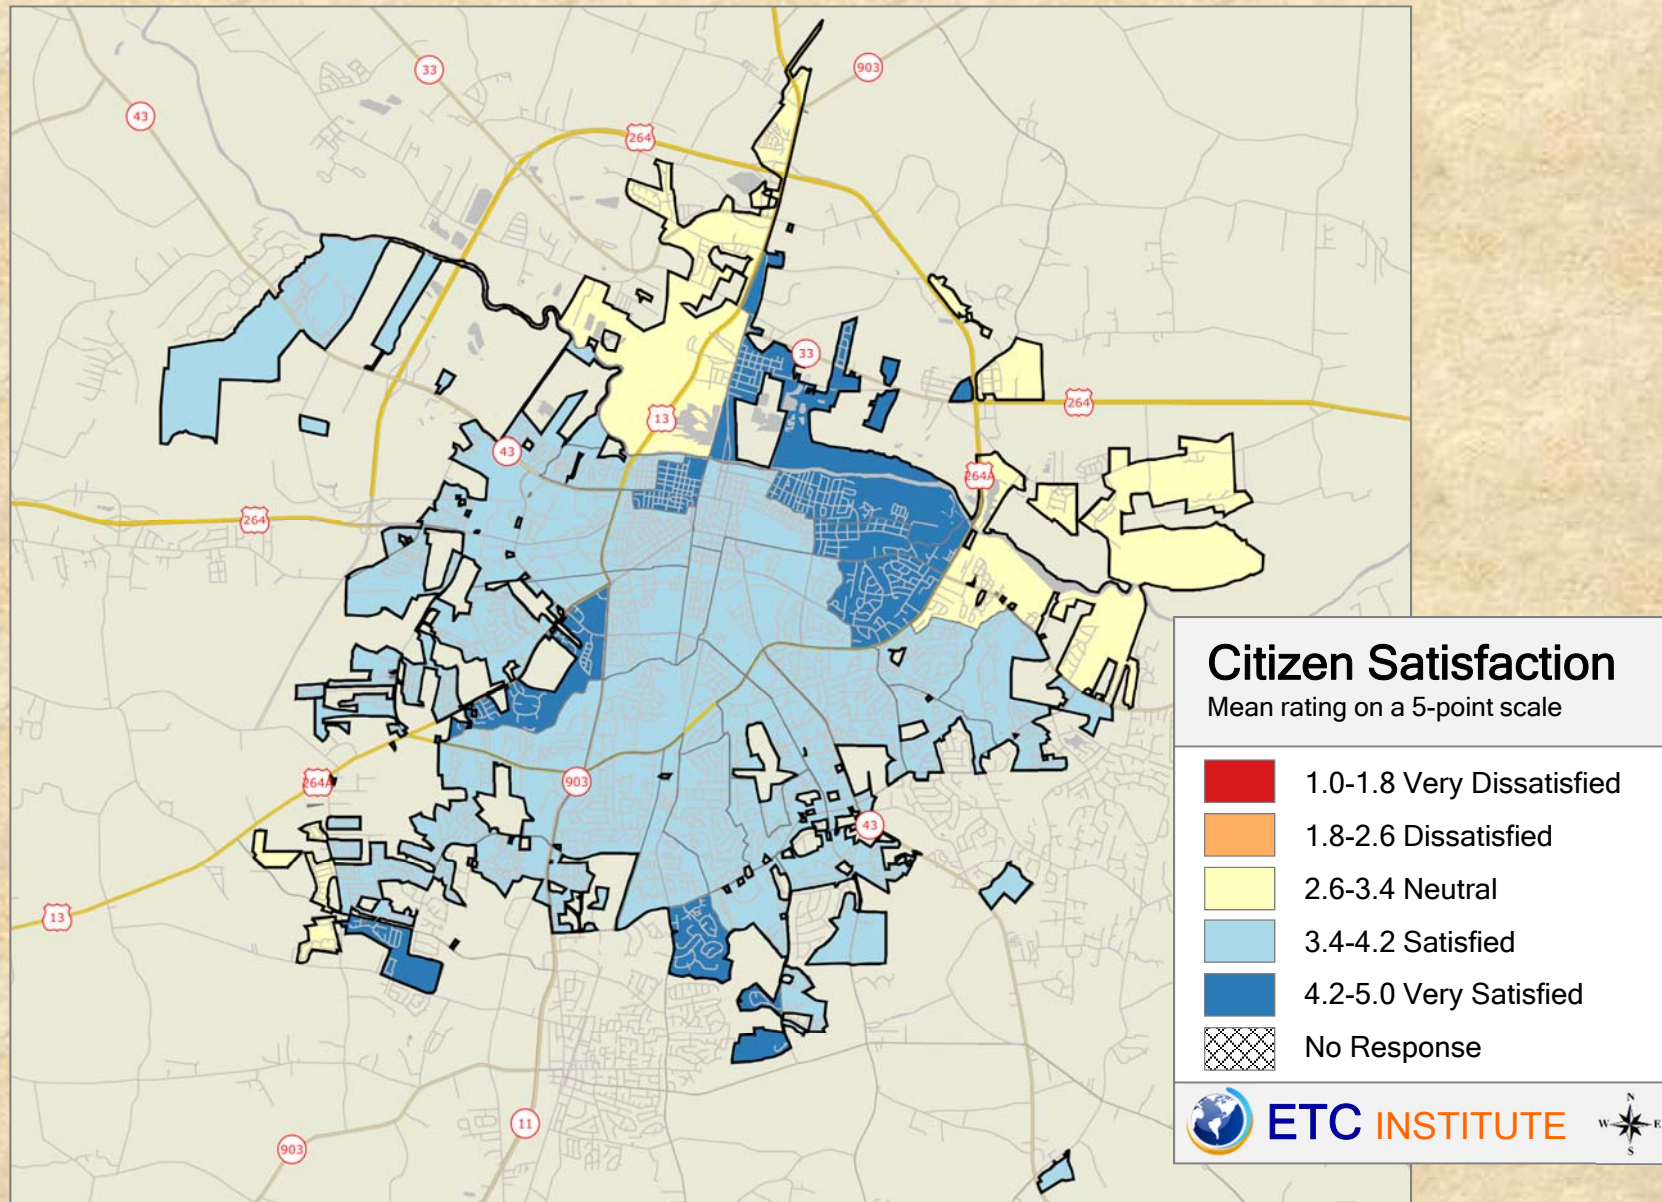 33
903
43
264
33
264
13
43
264A
264
264A
903
43
13
11
903
Citizen Satisfaction
Mean rating on a 5-point scale
1.0-1.8 Very Dissatisfied
1.8-2.6 Dissatisfied
2.6-3.4 Neutral
3.4-4.2 Satisfied
4.2-5.0 Very Satisfied
No Response
ETC INSTITUTE
N
W E
S